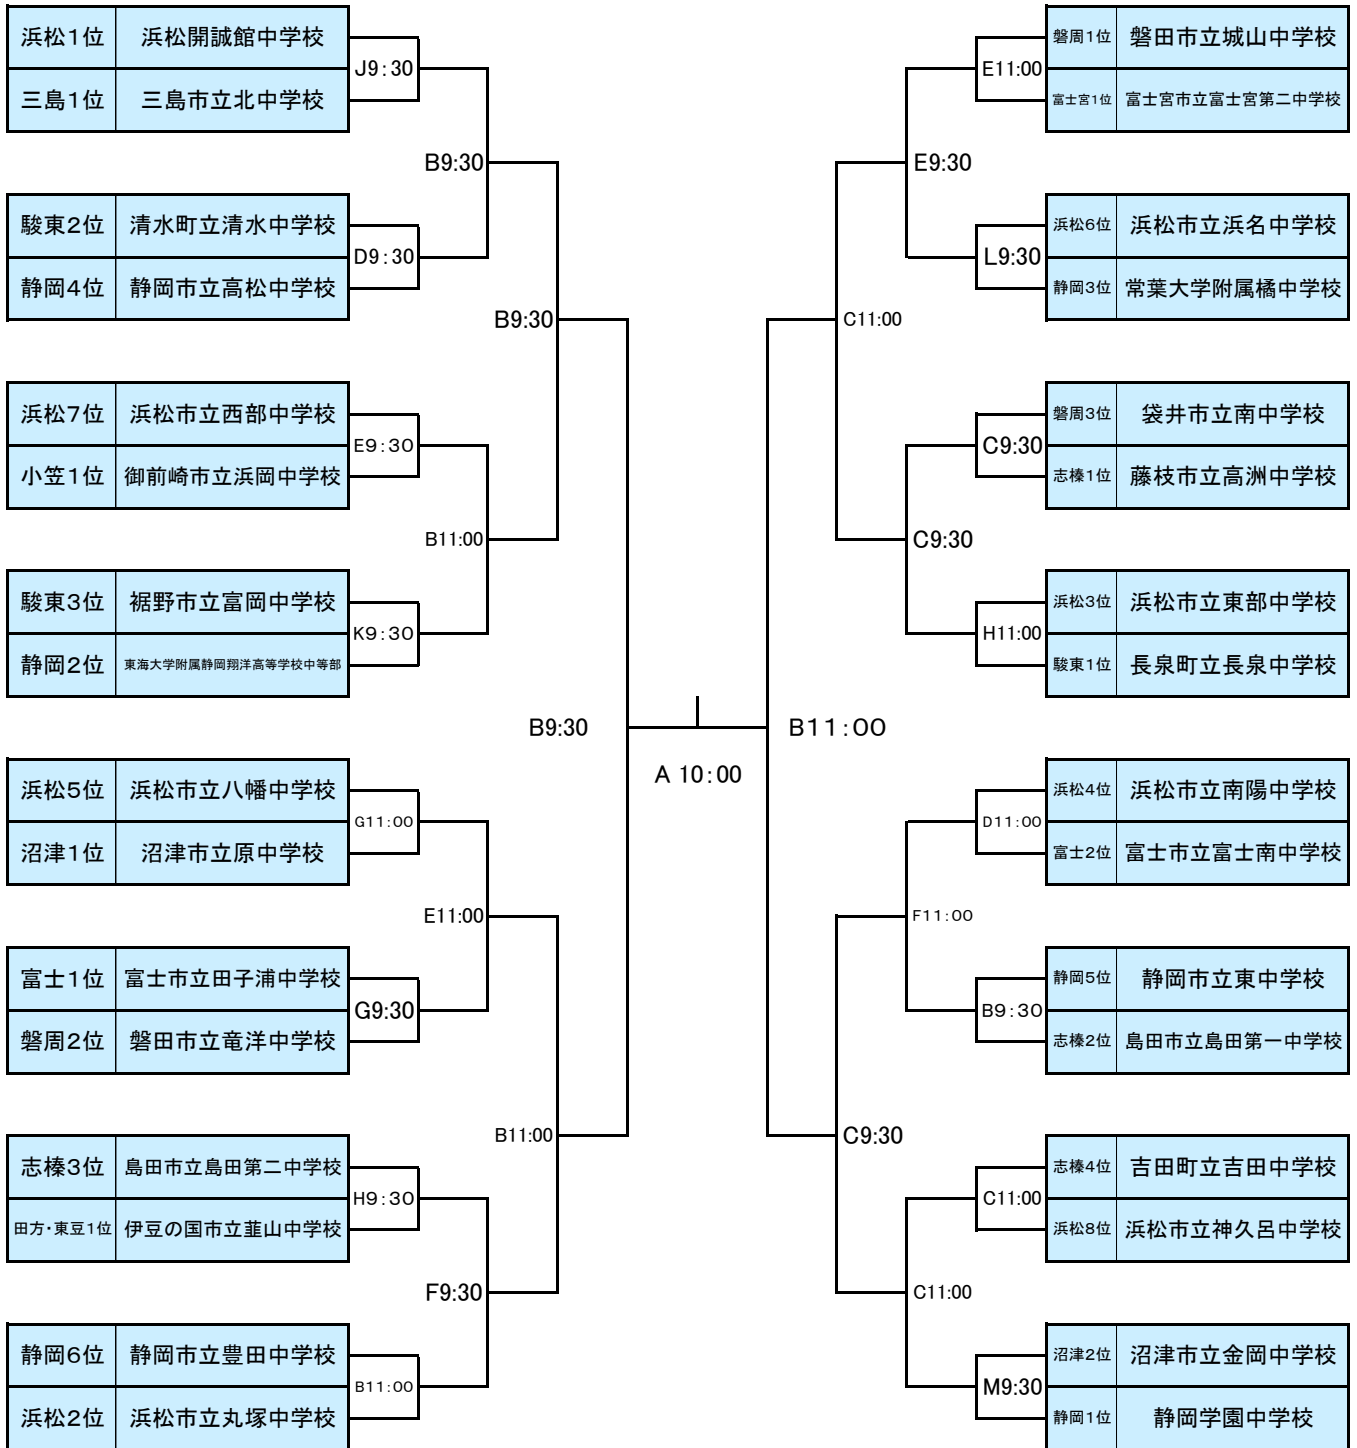 浜松1位 浜松開誠館中学校
J9:30
三島1位 三島市立北中学校
B9:30
駿東2位 清水町立清水中学校
D9:30
静岡4位 静岡市立高松中学校
B9:30
浜松7位 浜松市立西部中学校
E9:30
小笠1位 御前崎市立浜岡中学校
B11:00
駿東3位 裾野市立富岡中学校
K9:30
静岡2位 東海大学附属静岡翔洋高等学校中等部
B9:30
浜松5位 浜松市立八幡中学校
G11:00
沼津1位 沼津市立原中学校
E11:00
富士1位 富士市立田子浦中学校
G9:30
磐周2位 磐田市立竜洋中学校
B11:00
志榛3位 島田市立島田第二中学校
H9:30
田方・東豆1位 伊豆の国市立韮山中学校
F9:30
静岡6位 静岡市立豊田中学校
B11:00
浜松2位 浜松市立丸塚中学校
A 10:00
磐周1位 磐田市立城山中学校
E11:00
富士宮1位 富士宮市立富士宮第二中学校
E9:30
浜松6位 浜松市立浜名中学校
L9:30
静岡3位 常葉大学附属橘中学校
C11:00
磐周3位 袋井市立南中学校
C9:30
志榛1位 藤枝市立高洲中学校
C9:30
浜松3位 浜松市立東部中学校
H11:00
駿東1位 長泉町立長泉中学校
B11:00
浜松4位 浜松市立南陽中学校
D11:00
富士2位 富士市立富士南中学校
F11:00
静岡5位 静岡市立東中学校
B9:30
志榛2位 島田市立島田第一中学校
C9:30
志榛4位 吉田町立吉田中学校
C11:00
浜松8位 浜松市立神久呂中学校
C11:00
沼津2位 沼津市立金岡中学校
M9:30
静岡1位 静岡学園中学校